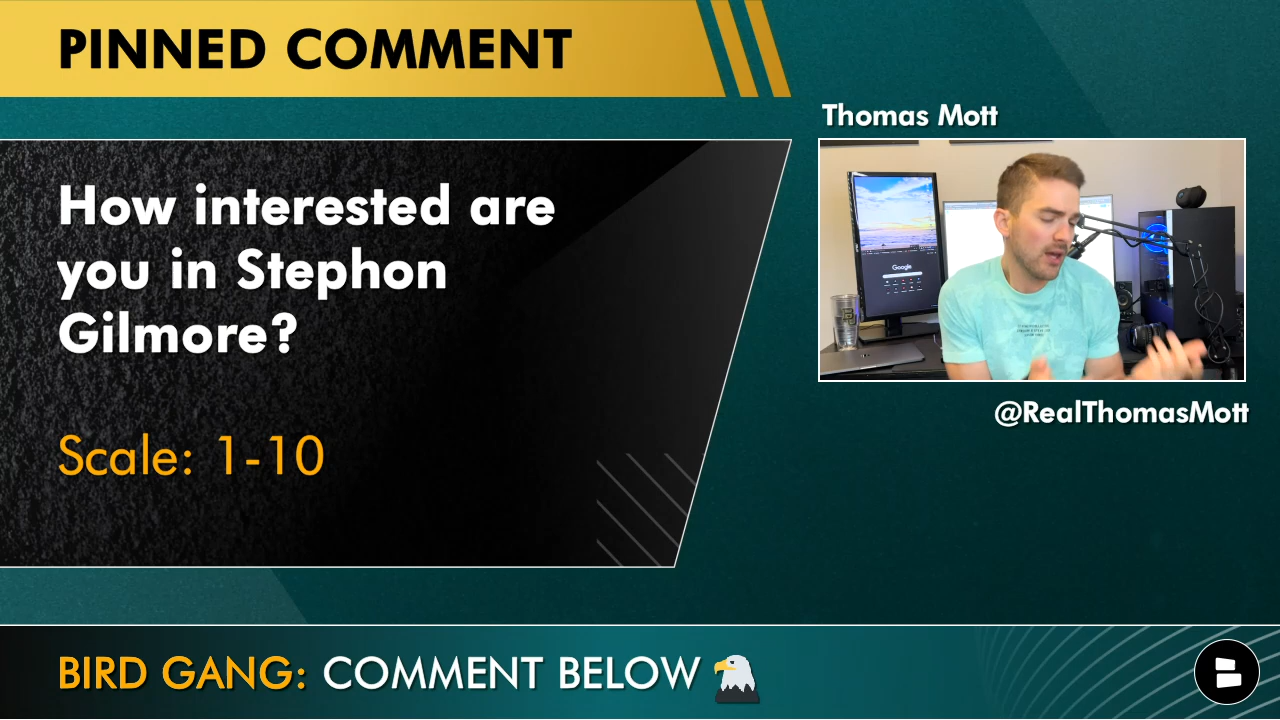 PINNED COMMENT
Thomas Mott
How interested are
you in Stephon
Gilmore?
Scale: 1-10
Google
@RealThomasMott
BIRD GANG: COMMENT BELOW